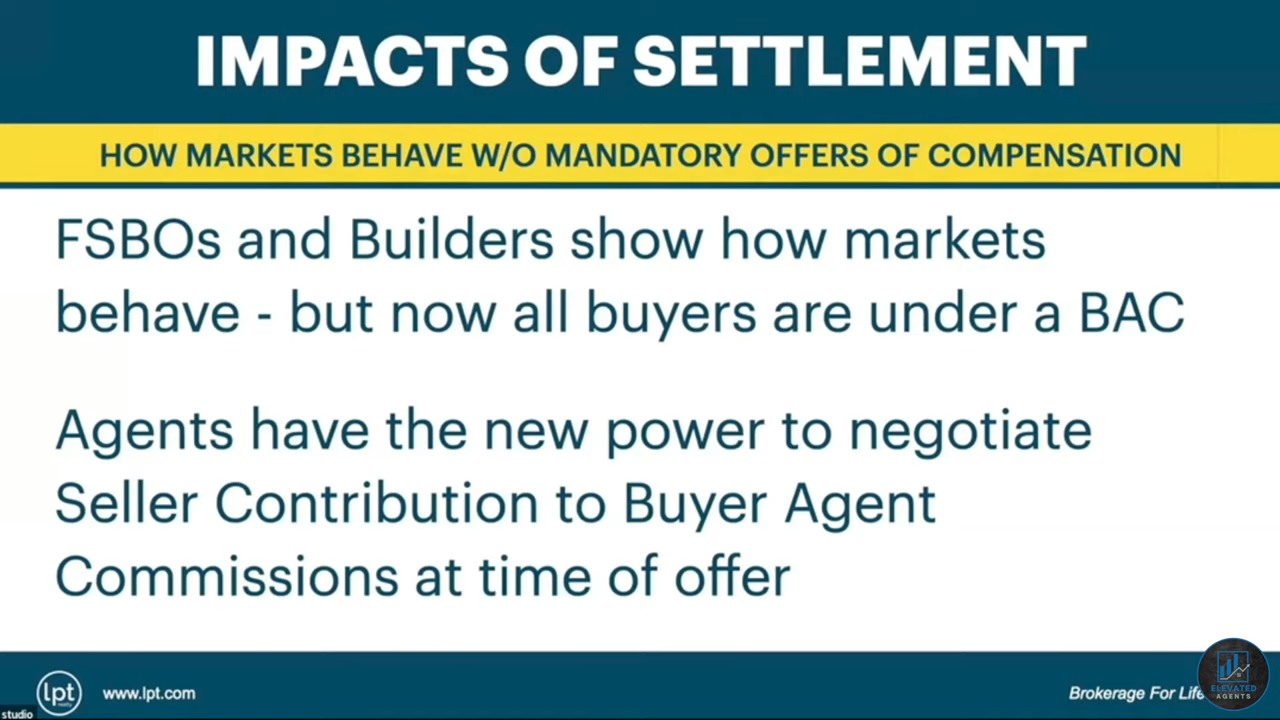 IMPACTS OF SETTLEMENT
HOW MARKETS BEHAVE W/O MANDATORY OFFERS OF COMPENSATION
FSBOs and Builders show how markets
behave - but now all buyers are under a BAC
Agents have the new power to negotiate
Seller Contribution to Buyer Agent
Commissions at time of offer
lpt
realty
www.lpt.com
Brokerage For Life
ELEVATED
AGENTS
studio